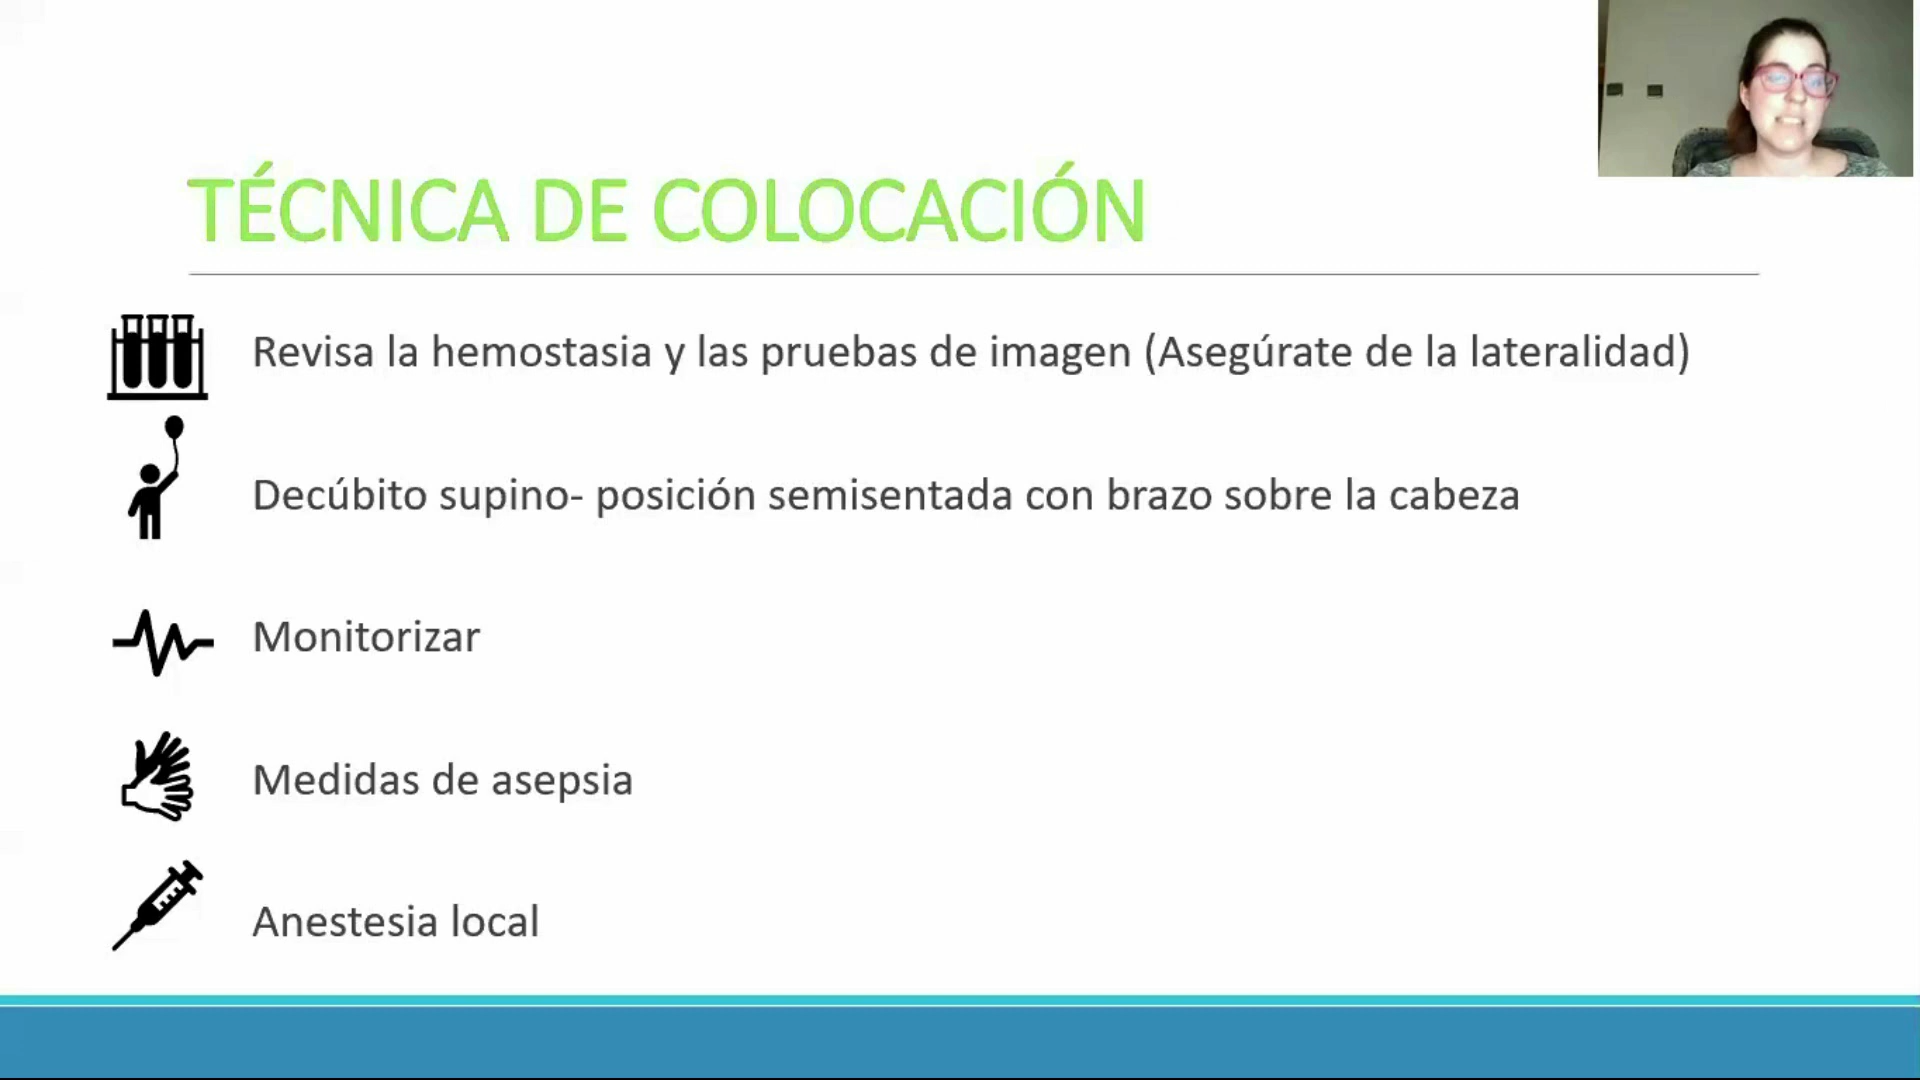 TÉCNICA DE COLOCACIÓN
Revisa la hemostasia y las pruebas de imagen (Asegúrate de la lateralidad)
Decúbito supino- posición semisentada con brazo sobre la cabeza
Monitorizar
Medidas de asepsia
Anestesia local